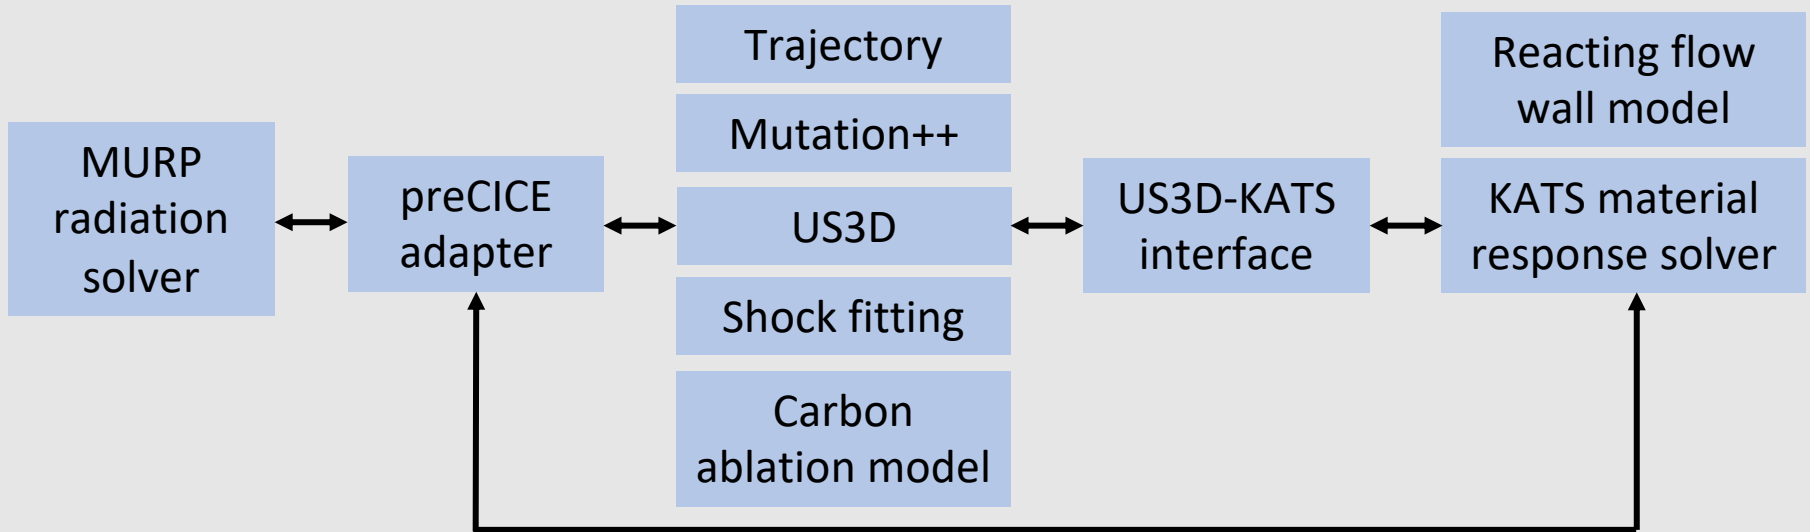 MURP
radiation
solver
preCICE
adapter
Trajectory
Mutation++
US3D
Shock fitting
Carbon
ablation model
US3D-KATS
interface
Reacting flow
wall model
KATS material
response solver